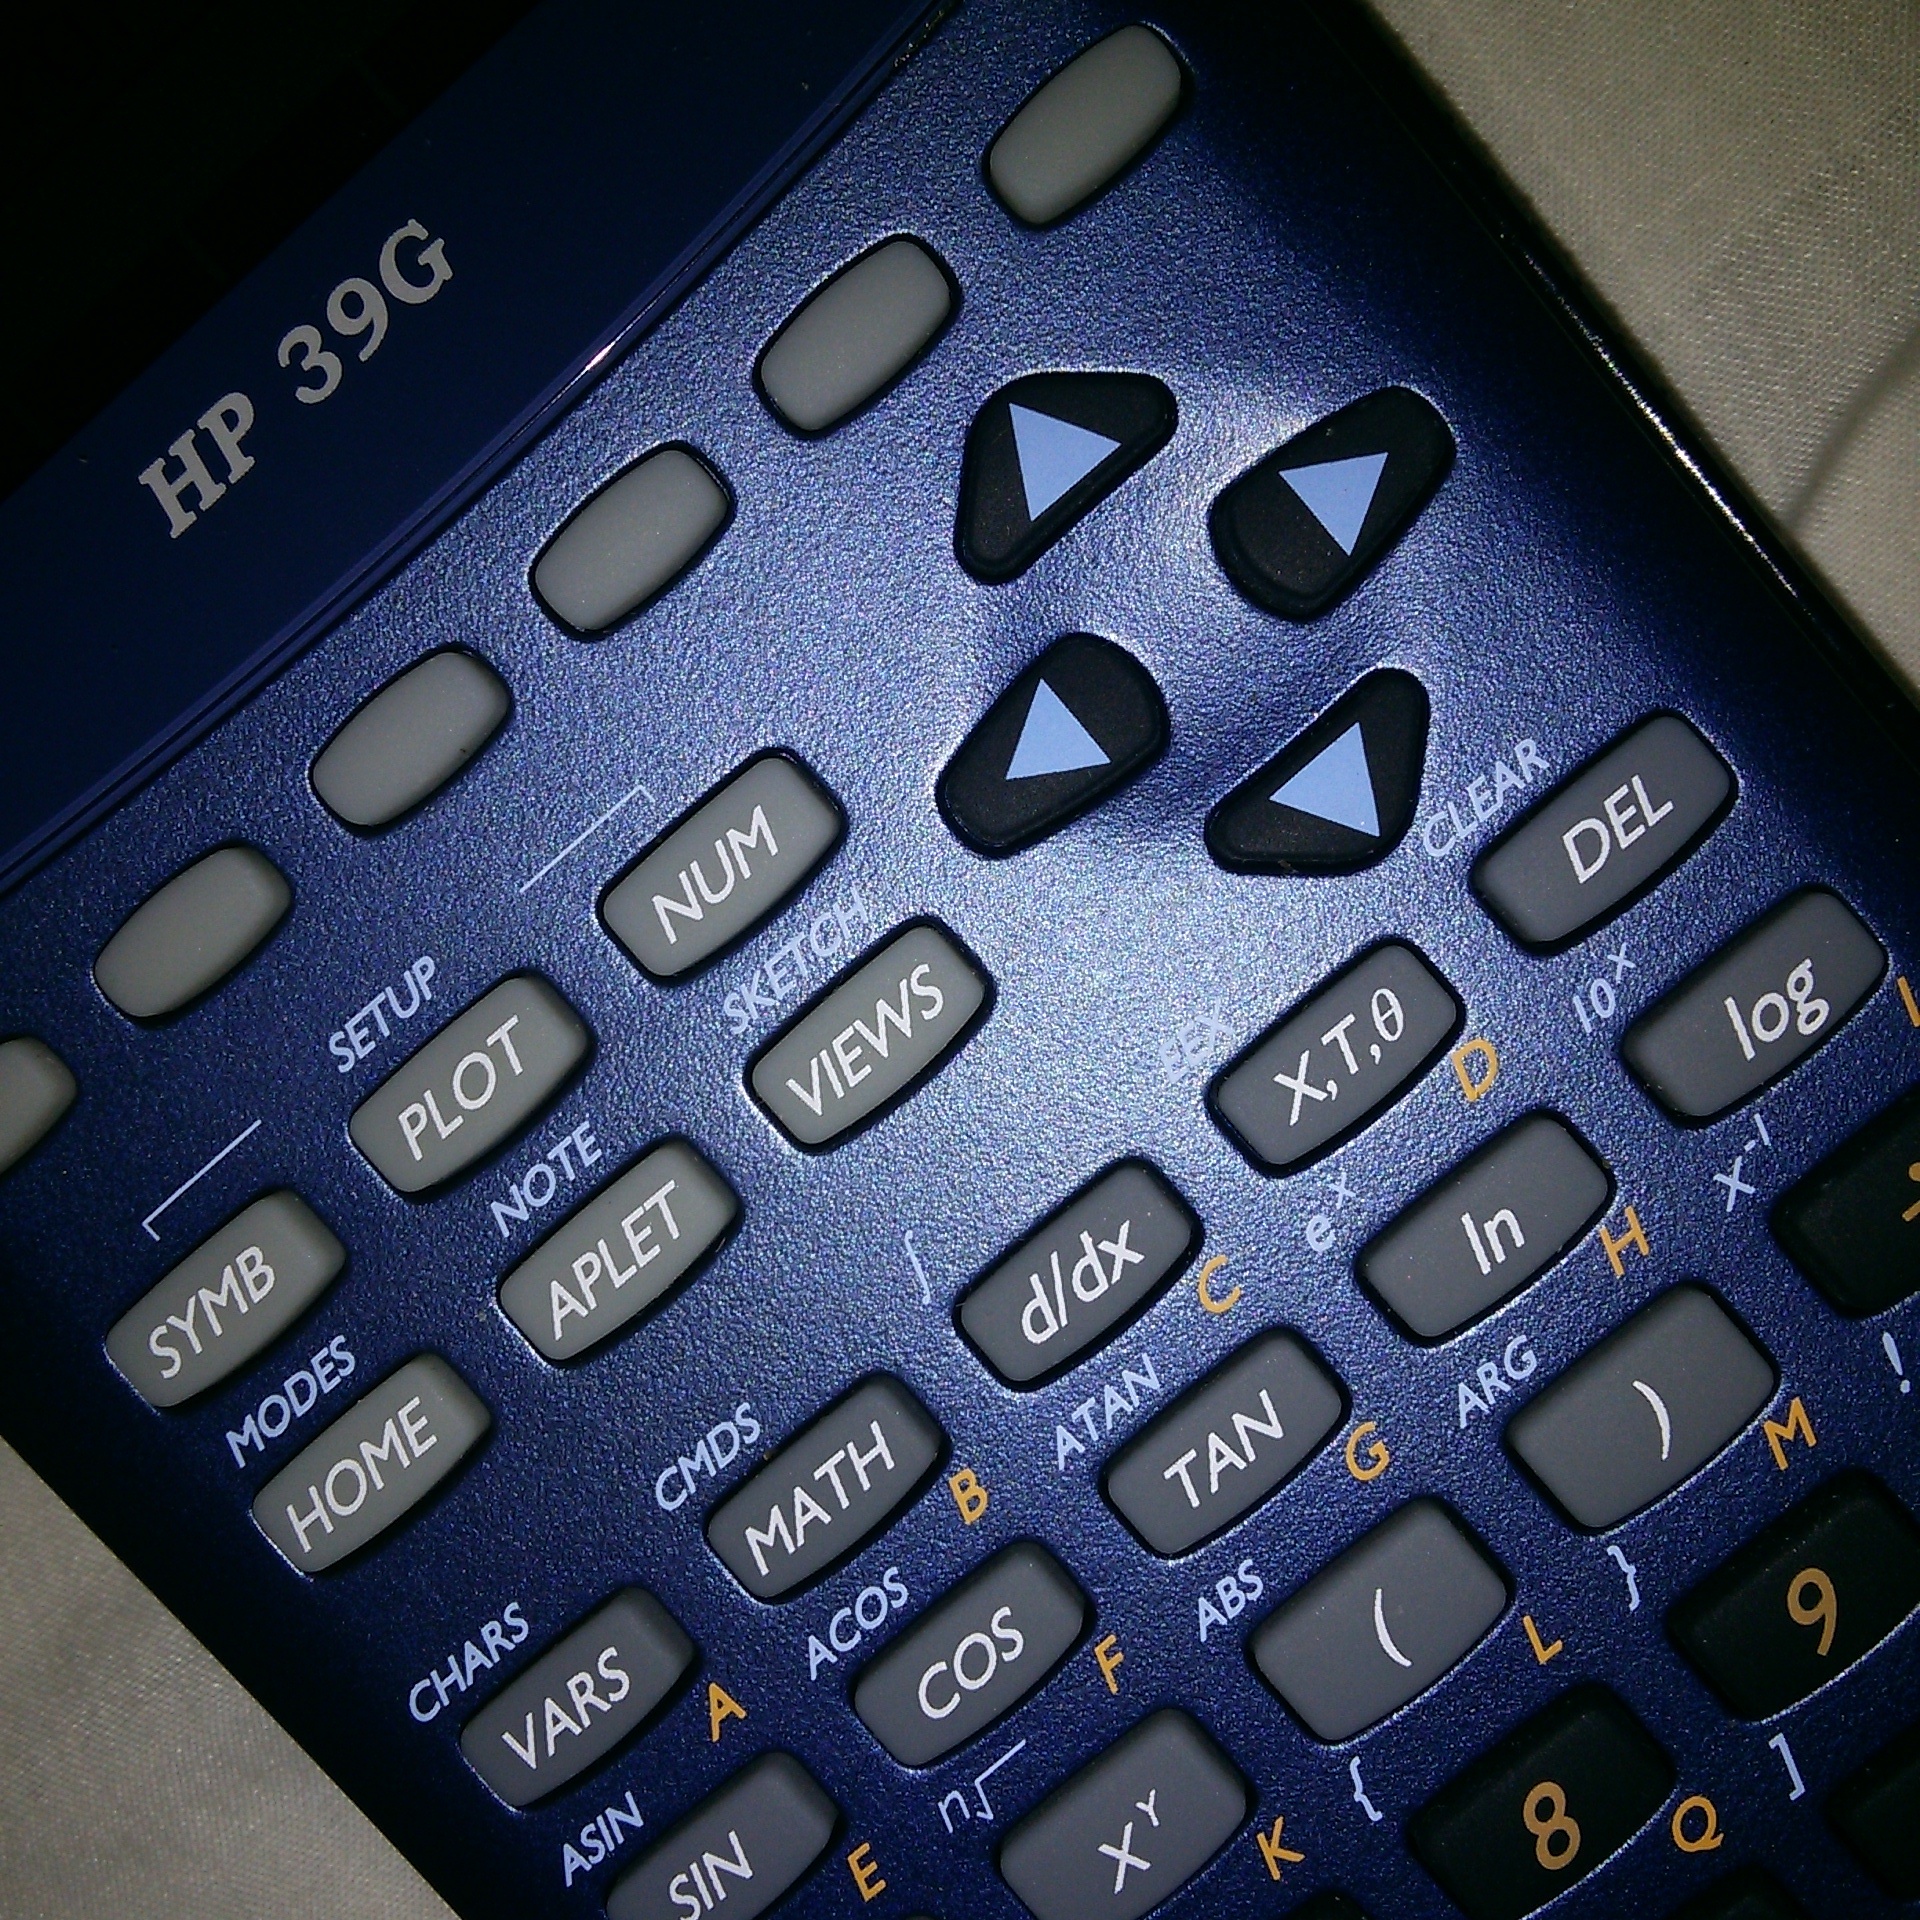 HP 39G
SETUP
SYMB PLOT NUM
MODES NOTE SKETCH
HOME APLET VIEWS
CHARS CMDS ∫ EEX CLEAR
VARS MATH d/dx X,T,θ DEL
A B C D
ASIN ACOS ATAN eˣ 10ˣ
SIN COS TAN ln log
E F G H
n√ ABS ARG x⁻¹
Xʸ ( )
K L M
{ } !
8 9
Q ]